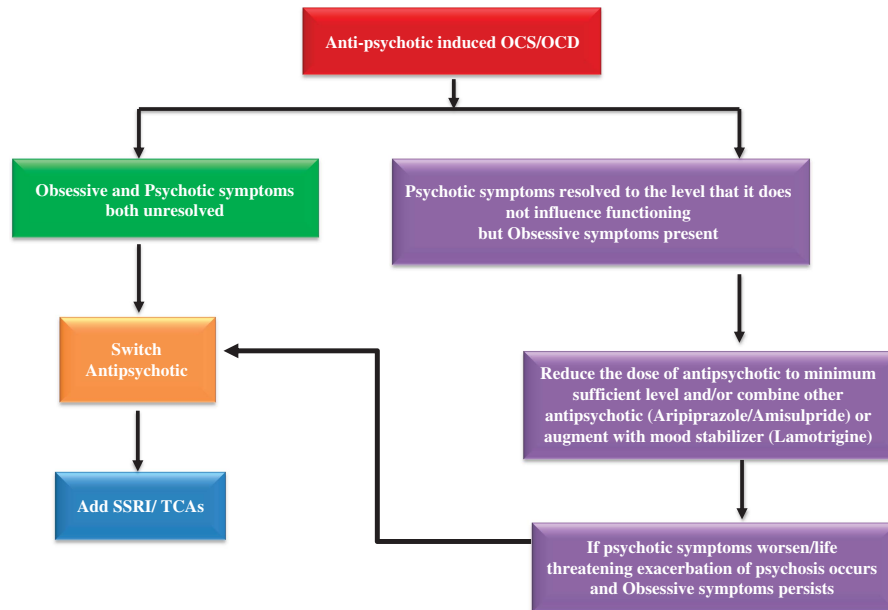 Anti-psychotic induced OCS/OCD
Obsessive and Psychotic symptoms
both unresolved
Psychotic symptoms resolved to the level that it does
not influence functioning
but Obsessive symptoms present
Switch
Antipsychotic
Reduce the dose of antipsychotic to minimum
sufficient level and/or combine other
antipsychotic (Aripiprazole/Amisulpride) or
augment with mood stabilizer (Lamotrigine)
Add SSRI/ TCAs
If psychotic symptoms worsen/life
threatening exacerbation of psychosis occurs
and Obsessive symptoms persists